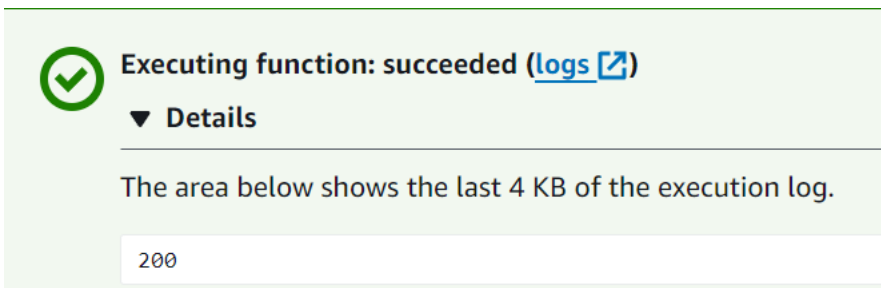 Executing function: succeeded (logs)
Details
The area below shows the last 4 KB of the execution log.
200